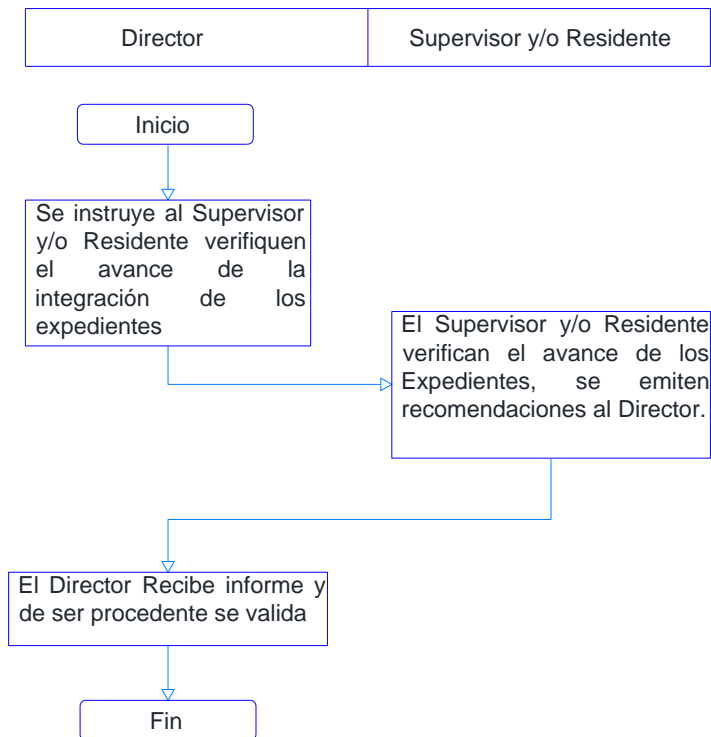 Director
Supervisor y/o Residente
Inicio
Se instruye al Supervisor
y/o Residente verifiquen
el avance de la
integración de los
expedientes
El Supervisor y/o Residente
verifican el avance de los
Expedientes, se emiten
recomendaciones al Director.
El Director Recibe informe y
de ser procedente se valida
Fin